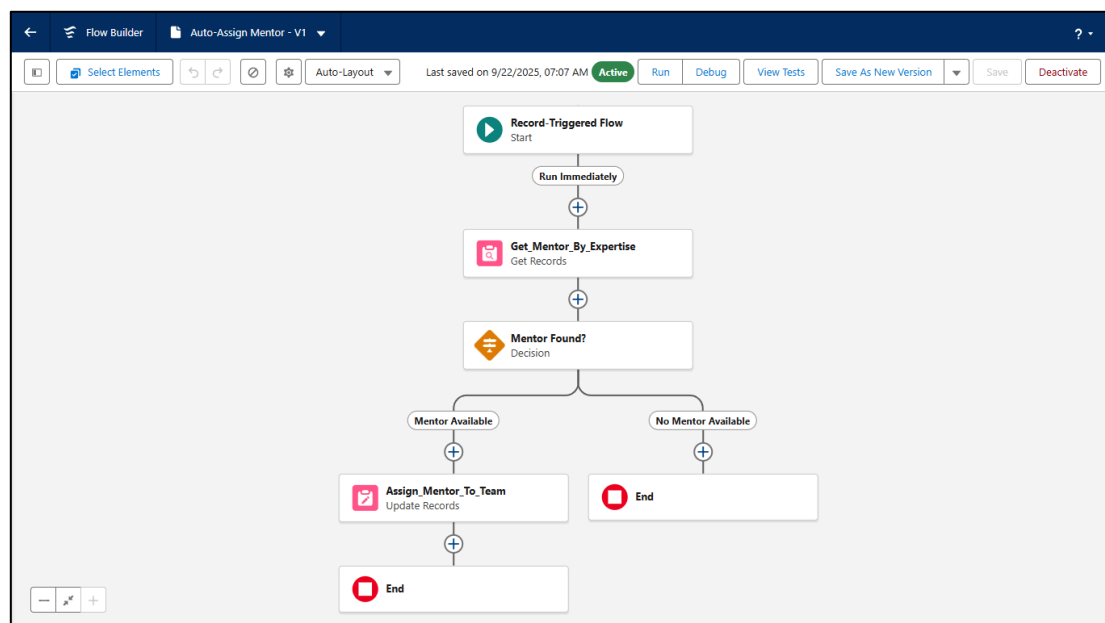 Flow Builder
Auto-Assign Mentor - V1
?
Select Elements
Auto-Layout
Last saved on 9/22/2025, 07:07 AM
Active
Run
Debug
View Tests
Save As New Version
Save
Deactivate
Record-Triggered Flow
Start
Run Immediately
Get_Mentor_By_Expertise
Get Records
Mentor Found?
Decision
Mentor Available
No Mentor Available
Assign_Mentor_To_Team
Update Records
End
End